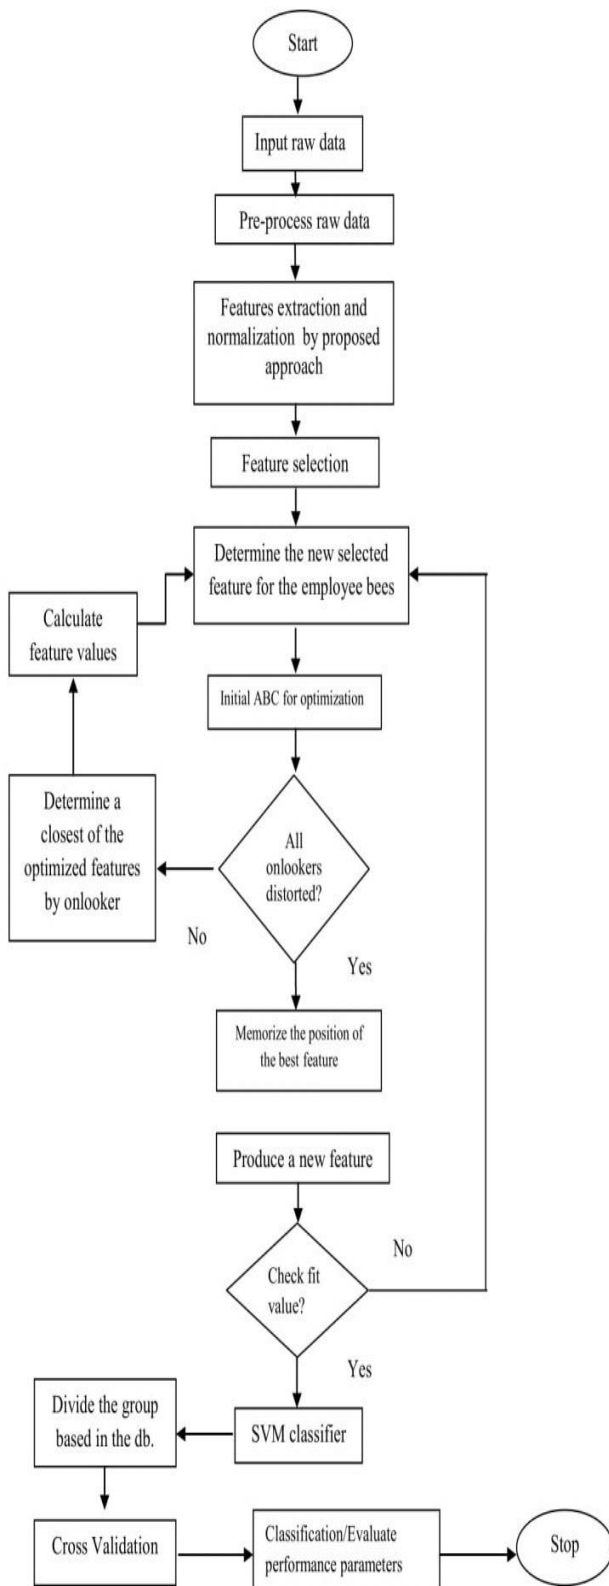 Start
Input raw data
Pre-process raw data
Features extraction and
normalization by proposed
approach
Feature selection
Determine the new selected
feature for the employee bees
Calculate
feature values
Initial ABC for optimization
Determine a
closest of the
optimized features
by onlooker
All
onlookers
distorted?
No
Yes
Memorize the position of
the best feature
Produce a new feature
No
Check fit
value?
Yes
Divide the group
based in the db.
SVM classifier
Cross Validation
Classification/Evaluate
performance parameters
Stop